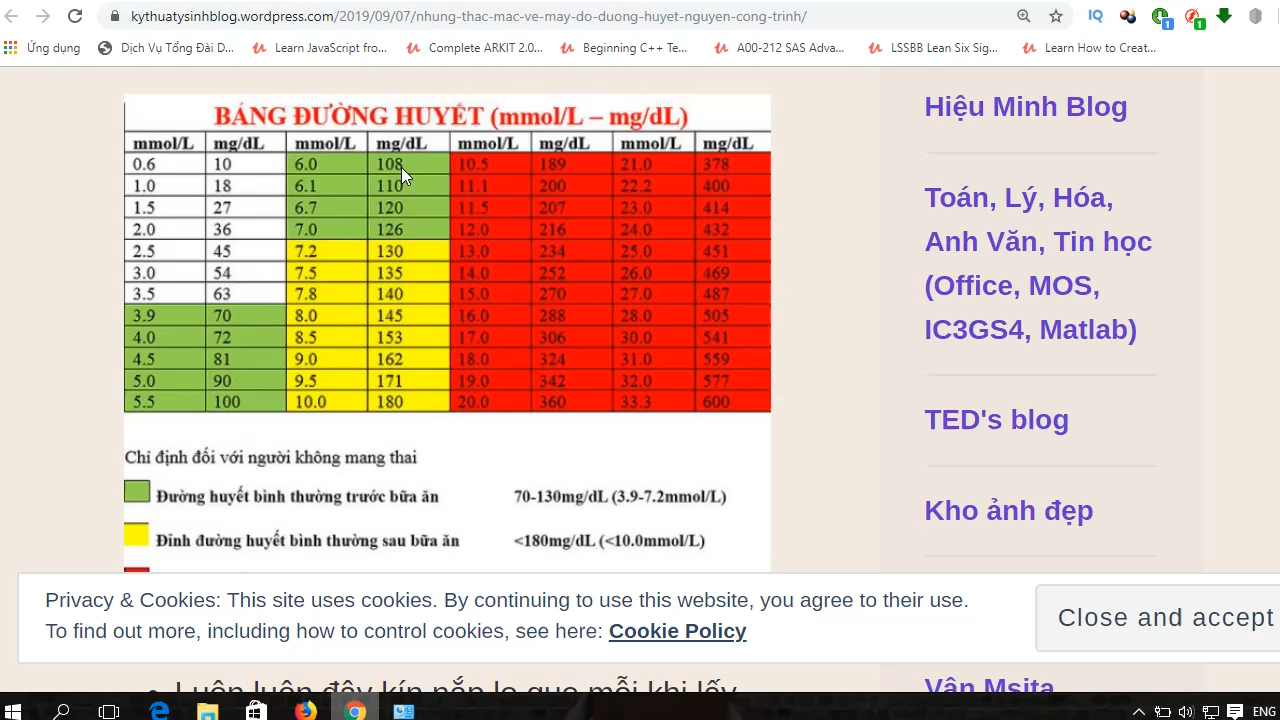 kythuatysinhblog.wordpress.com/2019/09/07/nhung-thac-mac-ve-may-do-duong-huyet-nguyen-cong-trinh/
Ứng dụng Dịch Vụ Tổng Đài D... Learn JavaScript fro... Complete ARKIT 2.0... Beginning C++ Te... A00-212 SAS Adva... LSSBB Lean Six Sig... Learn How to Creat...
BẢNG ĐƯỜNG HUYẾT (mmol/L – mg/dL)
mmol/L mg/dL mmol/L mg/dL mmol/L mg/dL mmol/L mg/dL
0.6 10 6.0 108 10.5 189 21.0 378
1.0 18 6.1 110 11.1 200 22.2 400
1.5 27 6.7 120 11.5 207 23.0 414
2.0 36 7.0 126 12.0 216 24.0 432
2.5 45 7.2 130 13.0 234 25.0 451
3.0 54 7.5 135 14.0 252 26.0 469
3.5 63 7.8 140 15.0 270 27.0 487
3.9 70 8.0 145 16.0 288 28.0 505
4.0 72 8.5 153 17.0 306 30.0 541
4.5 81 9.0 162 18.0 324 31.0 559
5.0 90 9.5 171 19.0 342 32.0 577
5.5 100 10.0 180 20.0 360 33.3 600
Chỉ định đối với người không mang thai
Đường huyết bình thường trước bữa ăn 70-130mg/dL (3.9-7.2mmol/L)
Đỉnh đường huyết bình thường sau bữa ăn <180mg/dL (<10.0mmol/L)
Hiệu Minh Blog
Toán, Lý, Hóa,
Anh Văn, Tin học
(Office, MOS,
IC3GS4, Matlab)
TED's blog
Kho ảnh đẹp
Privacy & Cookies: This site uses cookies. By continuing to use this website, you agree to their use.
To find out more, including how to control cookies, see here: Cookie Policy
Close and accept
Luôn luôn đậy kín nắp lọ que mỗi khi lấy
Vân Msita
ENG